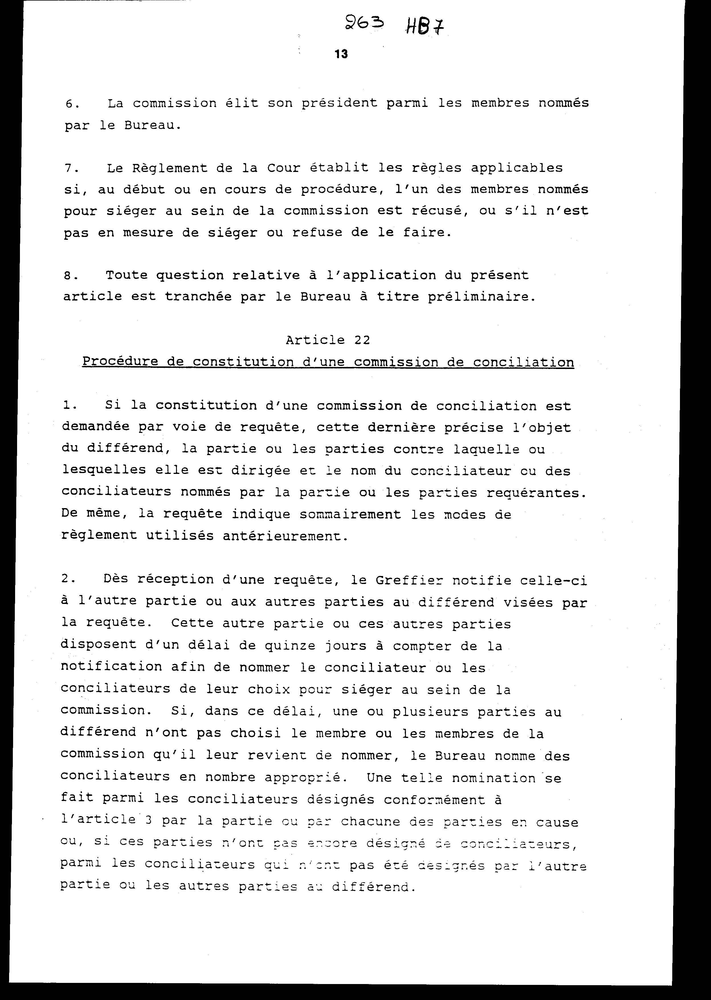 263 HB7
13
6. La commission élit son président parmi les membres nommés
par le Bureau.
7. Le Règlement de la Cour établit les règles applicables
si, au début ou en cours de procédure, l'un des membres nommés
pour siéger au sein de la commission est récusé, ou s'il n'est
pas en mesure de siéger ou refuse de le faire.
8. Toute question relative à l'application du présent
article est tranchée par le Bureau à titre préliminaire.
Article 22
Procédure de constitution d'une commission de conciliation
1. Si la constitution d'une commission de conciliation est
demandée par voie de requête, cette dernière précise l'objet
du différend, la partie ou les parties contre laquelle ou
lesquelles elle est dirigée et le nom du conciliateur ou des
conciliateurs nommés par la partie ou les parties requérantes.
De même, la requête indique sommairement les modes de
règlement utilisés antérieurement.
2. Dès réception d'une requête, le Greffier notifie celle-ci
à l'autre partie ou aux autres parties au différend visées par
la requête. Cette autre partie ou ces autres parties
disposent d'un délai de quinze jours à compter de la
notification afin de nommer le conciliateur ou les
conciliateurs de leur choix pour siéger au sein de la
commission. Si, dans ce délai, une ou plusieurs parties au
différend n'ont pas choisi le membre ou les membres de la
commission qu'il leur revient de nommer, le Bureau nomme des
conciliateurs en nombre approprié. Une telle nomination se
fait parmi les conciliateurs désignés conformément à
l'article 3 par la partie ou par chacune des parties en cause
ou, si ces parties n'ont pas encore désigné de conciliateurs,
parmi les conciliateurs qui n'ont pas été désignés par l'autre
partie ou les autres parties au différend.